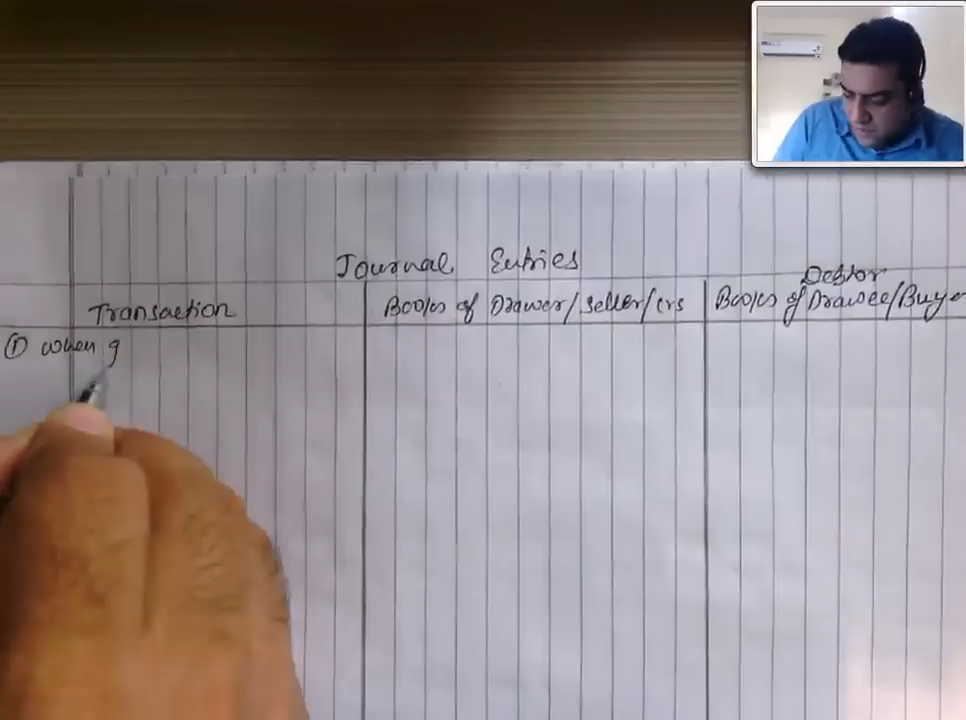 Journal Entries
Debtor
Transaction
Books of Drawer/Seller/crs
Books of Drawee/Buyer
① when g